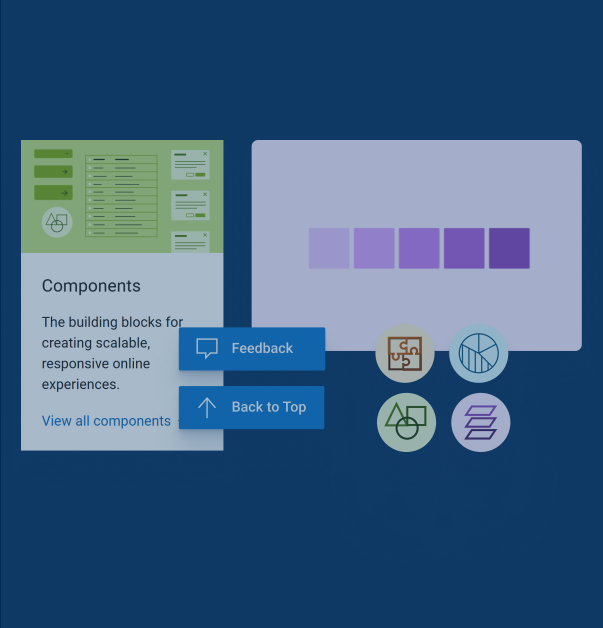 Components
The building blocks for
creating scalable,
responsive online
experiences.
View all components
Feedback
Back to Top